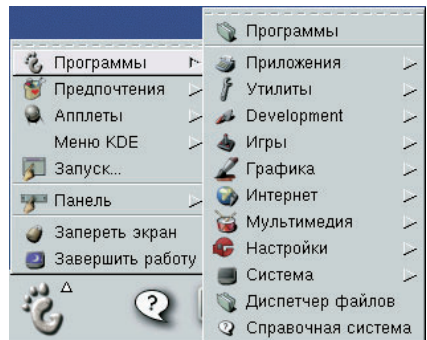 Программы
Предпочтения
Апплеты
Меню KDE
Запуск...
Панель
Запереть экран
Завершить работу
Программы
Приложения
Утилиты
Development
Игры
Графика
Интернет
Мультимедия
Настройки
Система
Диспетчер файлов
Справочная система